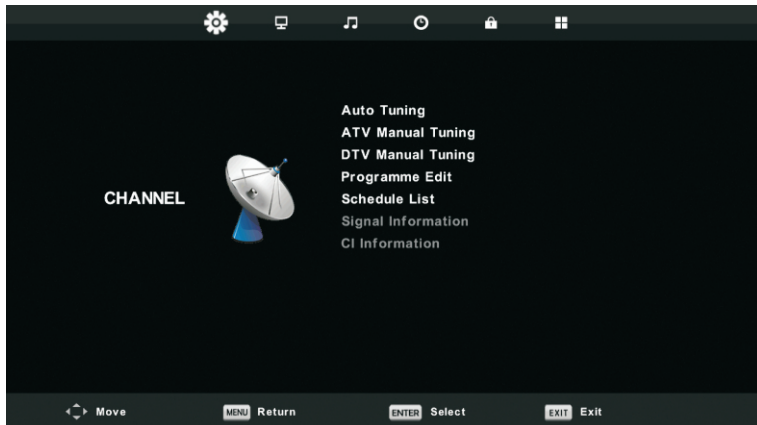 Auto Tuning
ATV Manual Tuning
DTV Manual Tuning
Programme Edit
CHANNEL
Schedule List
Signal Information
CI Information
Move
MENU Return
ENTER Select
EXIT Exit